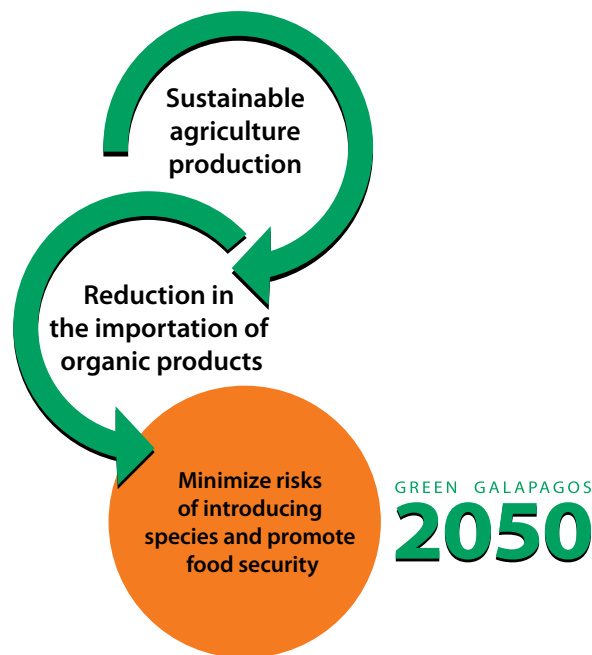 Sustainable
agriculture
production
Reduction in
the importation of
organic products
Minimize risks
of introducing
species and promote
food security
GREEN GALAPAGOS
2050